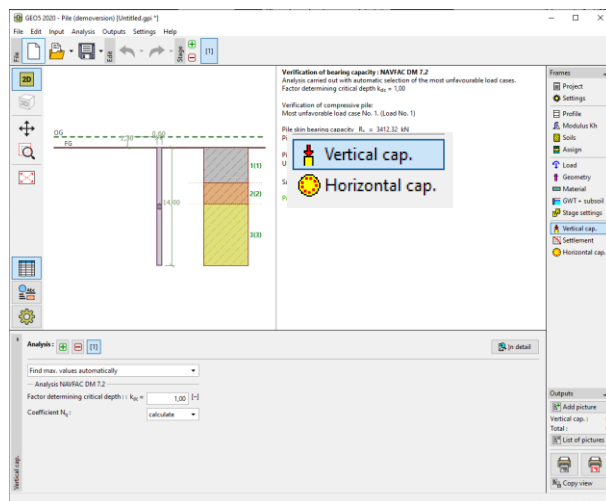 GEO5 2020 - Pile (demoversion) [Untitled.gpi *]
File Edit Input Analysis Outputs Settings Help
File
Edit
Stage
[1]
2D
3D
Abc
OG
FG
0,60
14,00
1(1)
2(2)
3(3)
Verification of bearing capacity : NAVFAC DM 7.2
Analysis carried out with automatic selection of the most unfavourable load cases.
Factor determining critical depth kdc = 1,00
Verification of compressive pile:
Most unfavorable load case No. 1. (Load No. 1)
Pile skin bearing capacity Rs = 3412,32 kN
Vertical cap.
Horizontal cap.
Frames
Project
Settings
Profile
Modulus Kh
Soils
Assign
Load
Geometry
Material
GWT + subsoil
Stage settings
Vertical cap.
Settlement
Horizontal cap.
Analysis :
[1]
In detail
Find max. values automatically
Analysis NAVFAC DM 7.2
Factor determining critical depth : kdc = 1,00 [–]
Coefficient Nq : calculate
Vertical cap.
Outputs
Add picture
Vertical cap. :
Total :
List of pictures
Copy view